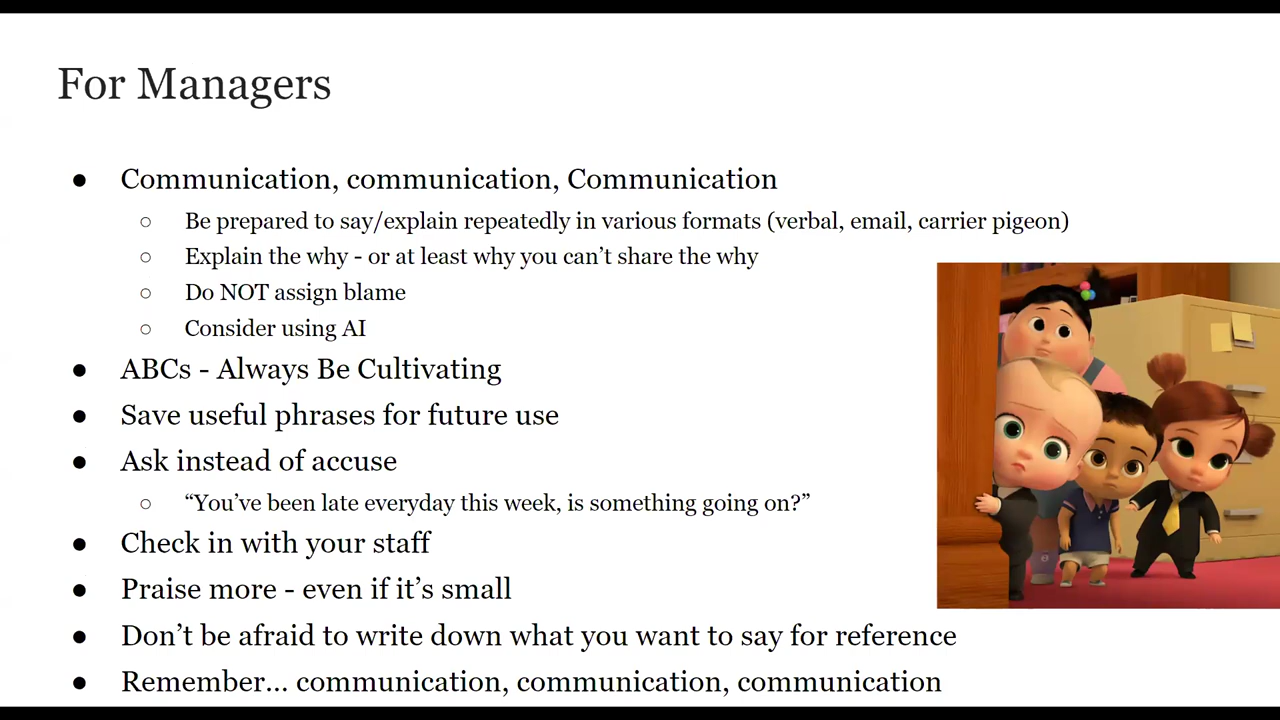 For Managers
● Communication, communication, Communication
○ Be prepared to say/explain repeatedly in various formats (verbal, email, carrier pigeon)
○ Explain the why - or at least why you can’t share the why
○ Do NOT assign blame
○ Consider using AI
● ABCs - Always Be Cultivating
● Save useful phrases for future use
● Ask instead of accuse
○ “You’ve been late everyday this week, is something going on?”
● Check in with your staff
● Praise more - even if it’s small
● Don’t be afraid to write down what you want to say for reference
● Remember... communication, communication, communication